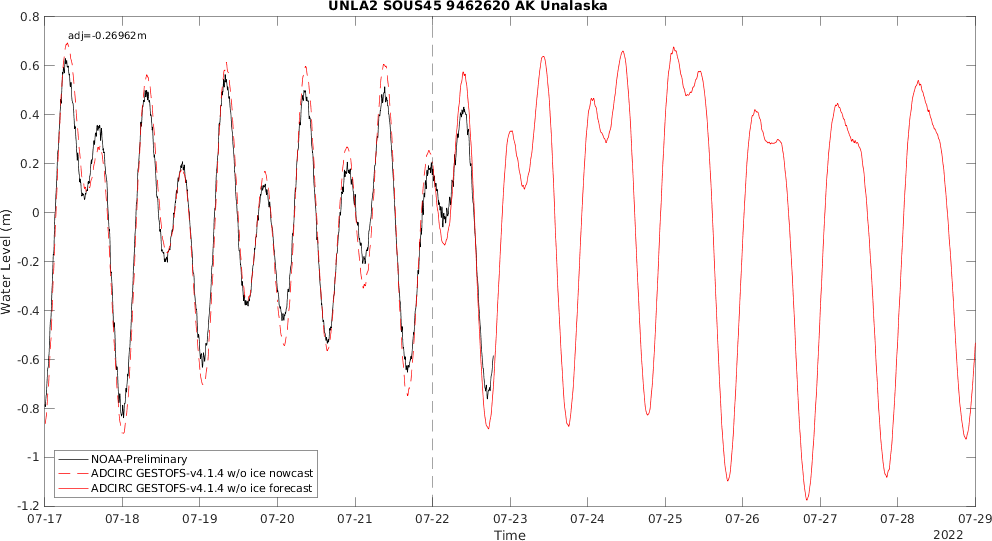 UNLA2 SOUS45 9462620 AK Unalaska
adj=-0.26962m
0.8
0.6
0.4
0.2
0
-0.2
-0.4
-0.6
-0.8
-1
-1.2
Water Level (m)
NOAA-Preliminary
ADCIRC GESTOFS-v4.1.4 w/o ice nowcast
ADCIRC GESTOFS-v4.1.4 w/o ice forecast
07-17 07-18 07-19 07-20 07-21 07-22 07-23 07-24 07-25 07-26 07-27 07-28 07-29
Time
2022